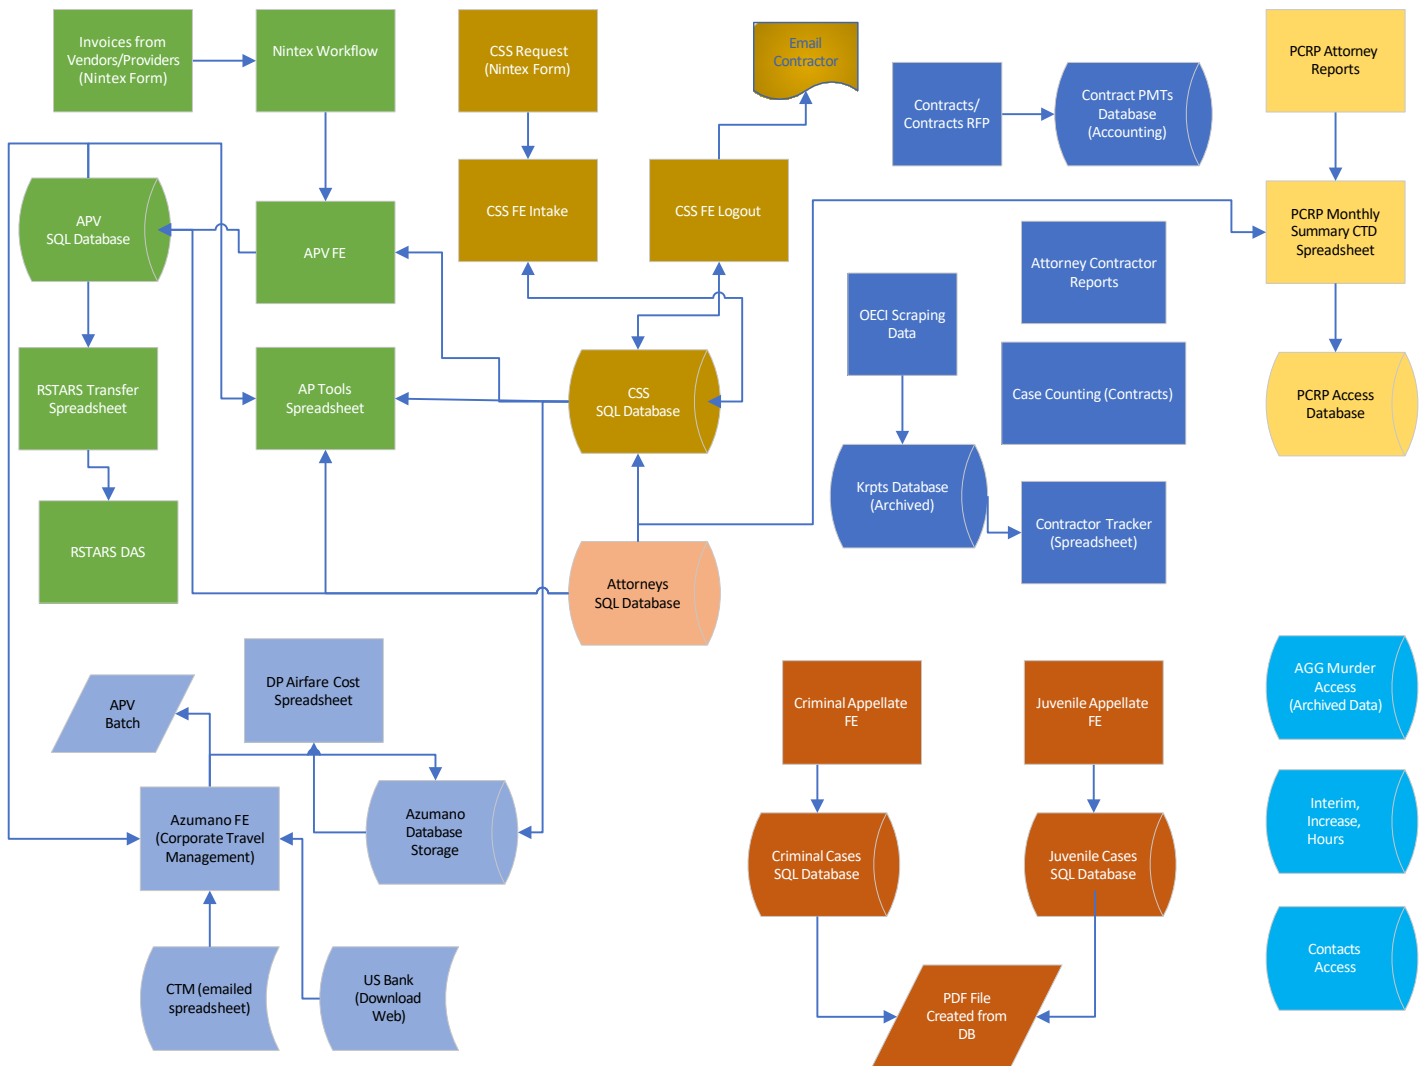 Invoices from
Vendors/Providers
(Nintex Form)
Nintex Workflow
CSS Request
(Nintex Form)
Email
Contractor
Contracts/
Contracts RFP
Contract PMTs
Database
(Accounting)
PCRP Attorney
Reports
APV
SQL Database
APV FE
CSS FE Intake
CSS FE Logout
PCRP Monthly
Summary CTD
Spreadsheet
Attorney Contractor
Reports
OECI Scraping
Data
RSTARS Transfer
Spreadsheet
AP Tools
Spreadsheet
CSS
SQL Database
Case Counting (Contracts)
PCRP Access
Database
Krpts Database
(Archived)
Contractor Tracker
(Spreadsheet)
RSTARS DAS
Attorneys
SQL Database
APV
Batch
DP Airfare Cost
Spreadsheet
Criminal Appellate
FE
Juvenile Appellate
FE
AGG Murder
Access
(Archived Data)
Azumano FE
(Corporate Travel
Management)
Azumano
Database
Storage
Criminal Cases
SQL Database
Juvenile Cases
SQL Database
Interim,
Increase,
Hours
CTM (emailed
spreadsheet)
US Bank
(Download
Web)
PDF File
Created from
DB
Contacts
Access